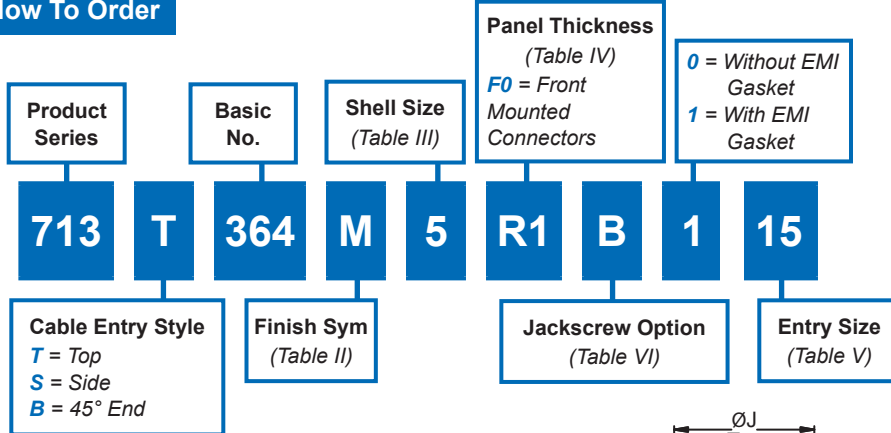 How To Order
Panel Thickness
(Table IV)
F0 = Front
Mounted
Connectors
0 = Without EMI
Gasket
1 = With EMI
Gasket
Product
Series
Basic
No.
Shell Size
(Table III)
713 T 364 M 5 R1 B 1 15
Cable Entry Style
T = Top
S = Side
B = 45° End
Finish Sym
(Table II)
Jackscrew Option
(Table VI)
Entry Size
(Table V)
ØJ